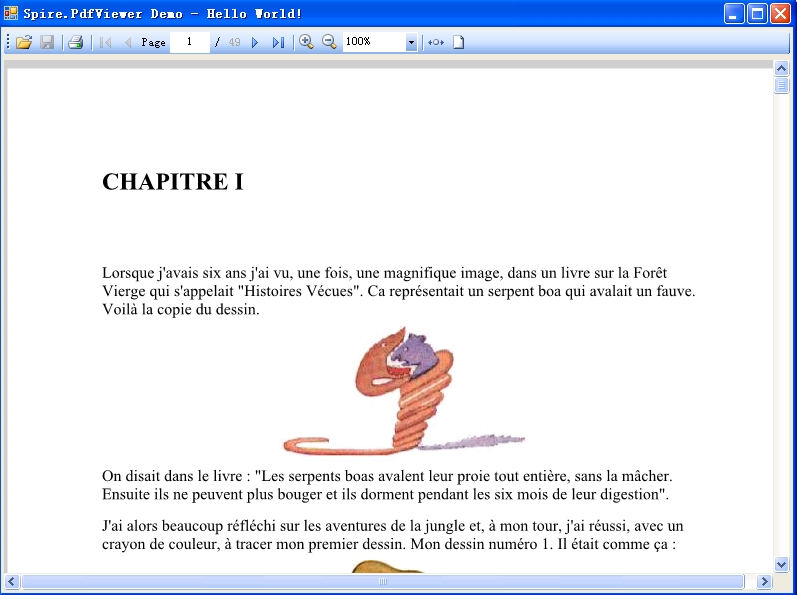 Spire.PdfViewer Demo - Hello World!
Page 1 / 49 100%
CHAPITRE I
Lorsque j'avais six ans j'ai vu, une fois, une magnifique image, dans un livre sur la Forêt
Vierge qui s'appelait "Histoires Vécues". Ca représentait un serpent boa qui avalait un fauve.
Voilà la copie du dessin.
On disait dans le livre : "Les serpents boas avalent leur proie tout entière, sans la mâcher.
Ensuite ils ne peuvent plus bouger et ils dorment pendant les six mois de leur digestion".
J'ai alors beaucoup réfléchi sur les aventures de la jungle et, à mon tour, j'ai réussi, avec un
crayon de couleur, à tracer mon premier dessin. Mon dessin numéro 1. Il était comme ça :